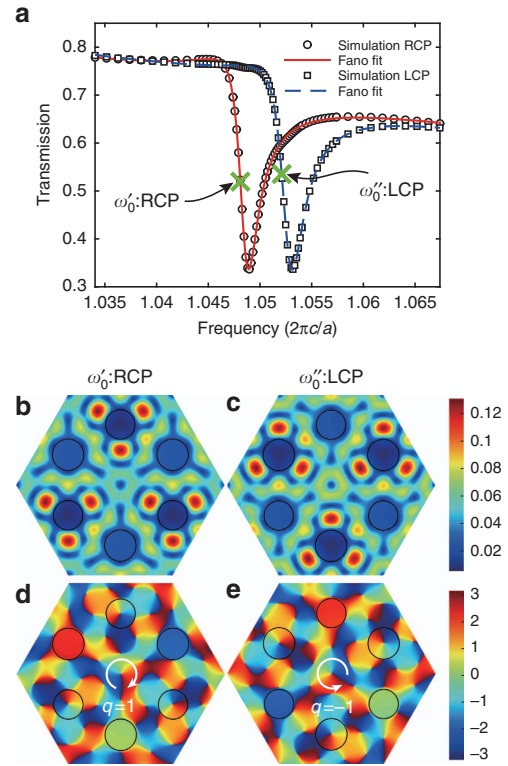 a
0.8
0.7
0.6
0.5
0.4
0.3
Transmission
Simulation RCP
Fano fit
Simulation LCP
Fano fit
ω′₀:RCP
ω″₀:LCP
1.035 1.04 1.045 1.05 1.055 1.06 1.065
Frequency (2πc/a)
ω′₀:RCP ω″₀:LCP
b c
0.12
0.10
0.08
0.06
0.04
0.02
d e
q=1 q=−1
3
2
1
0
−1
−2
−3